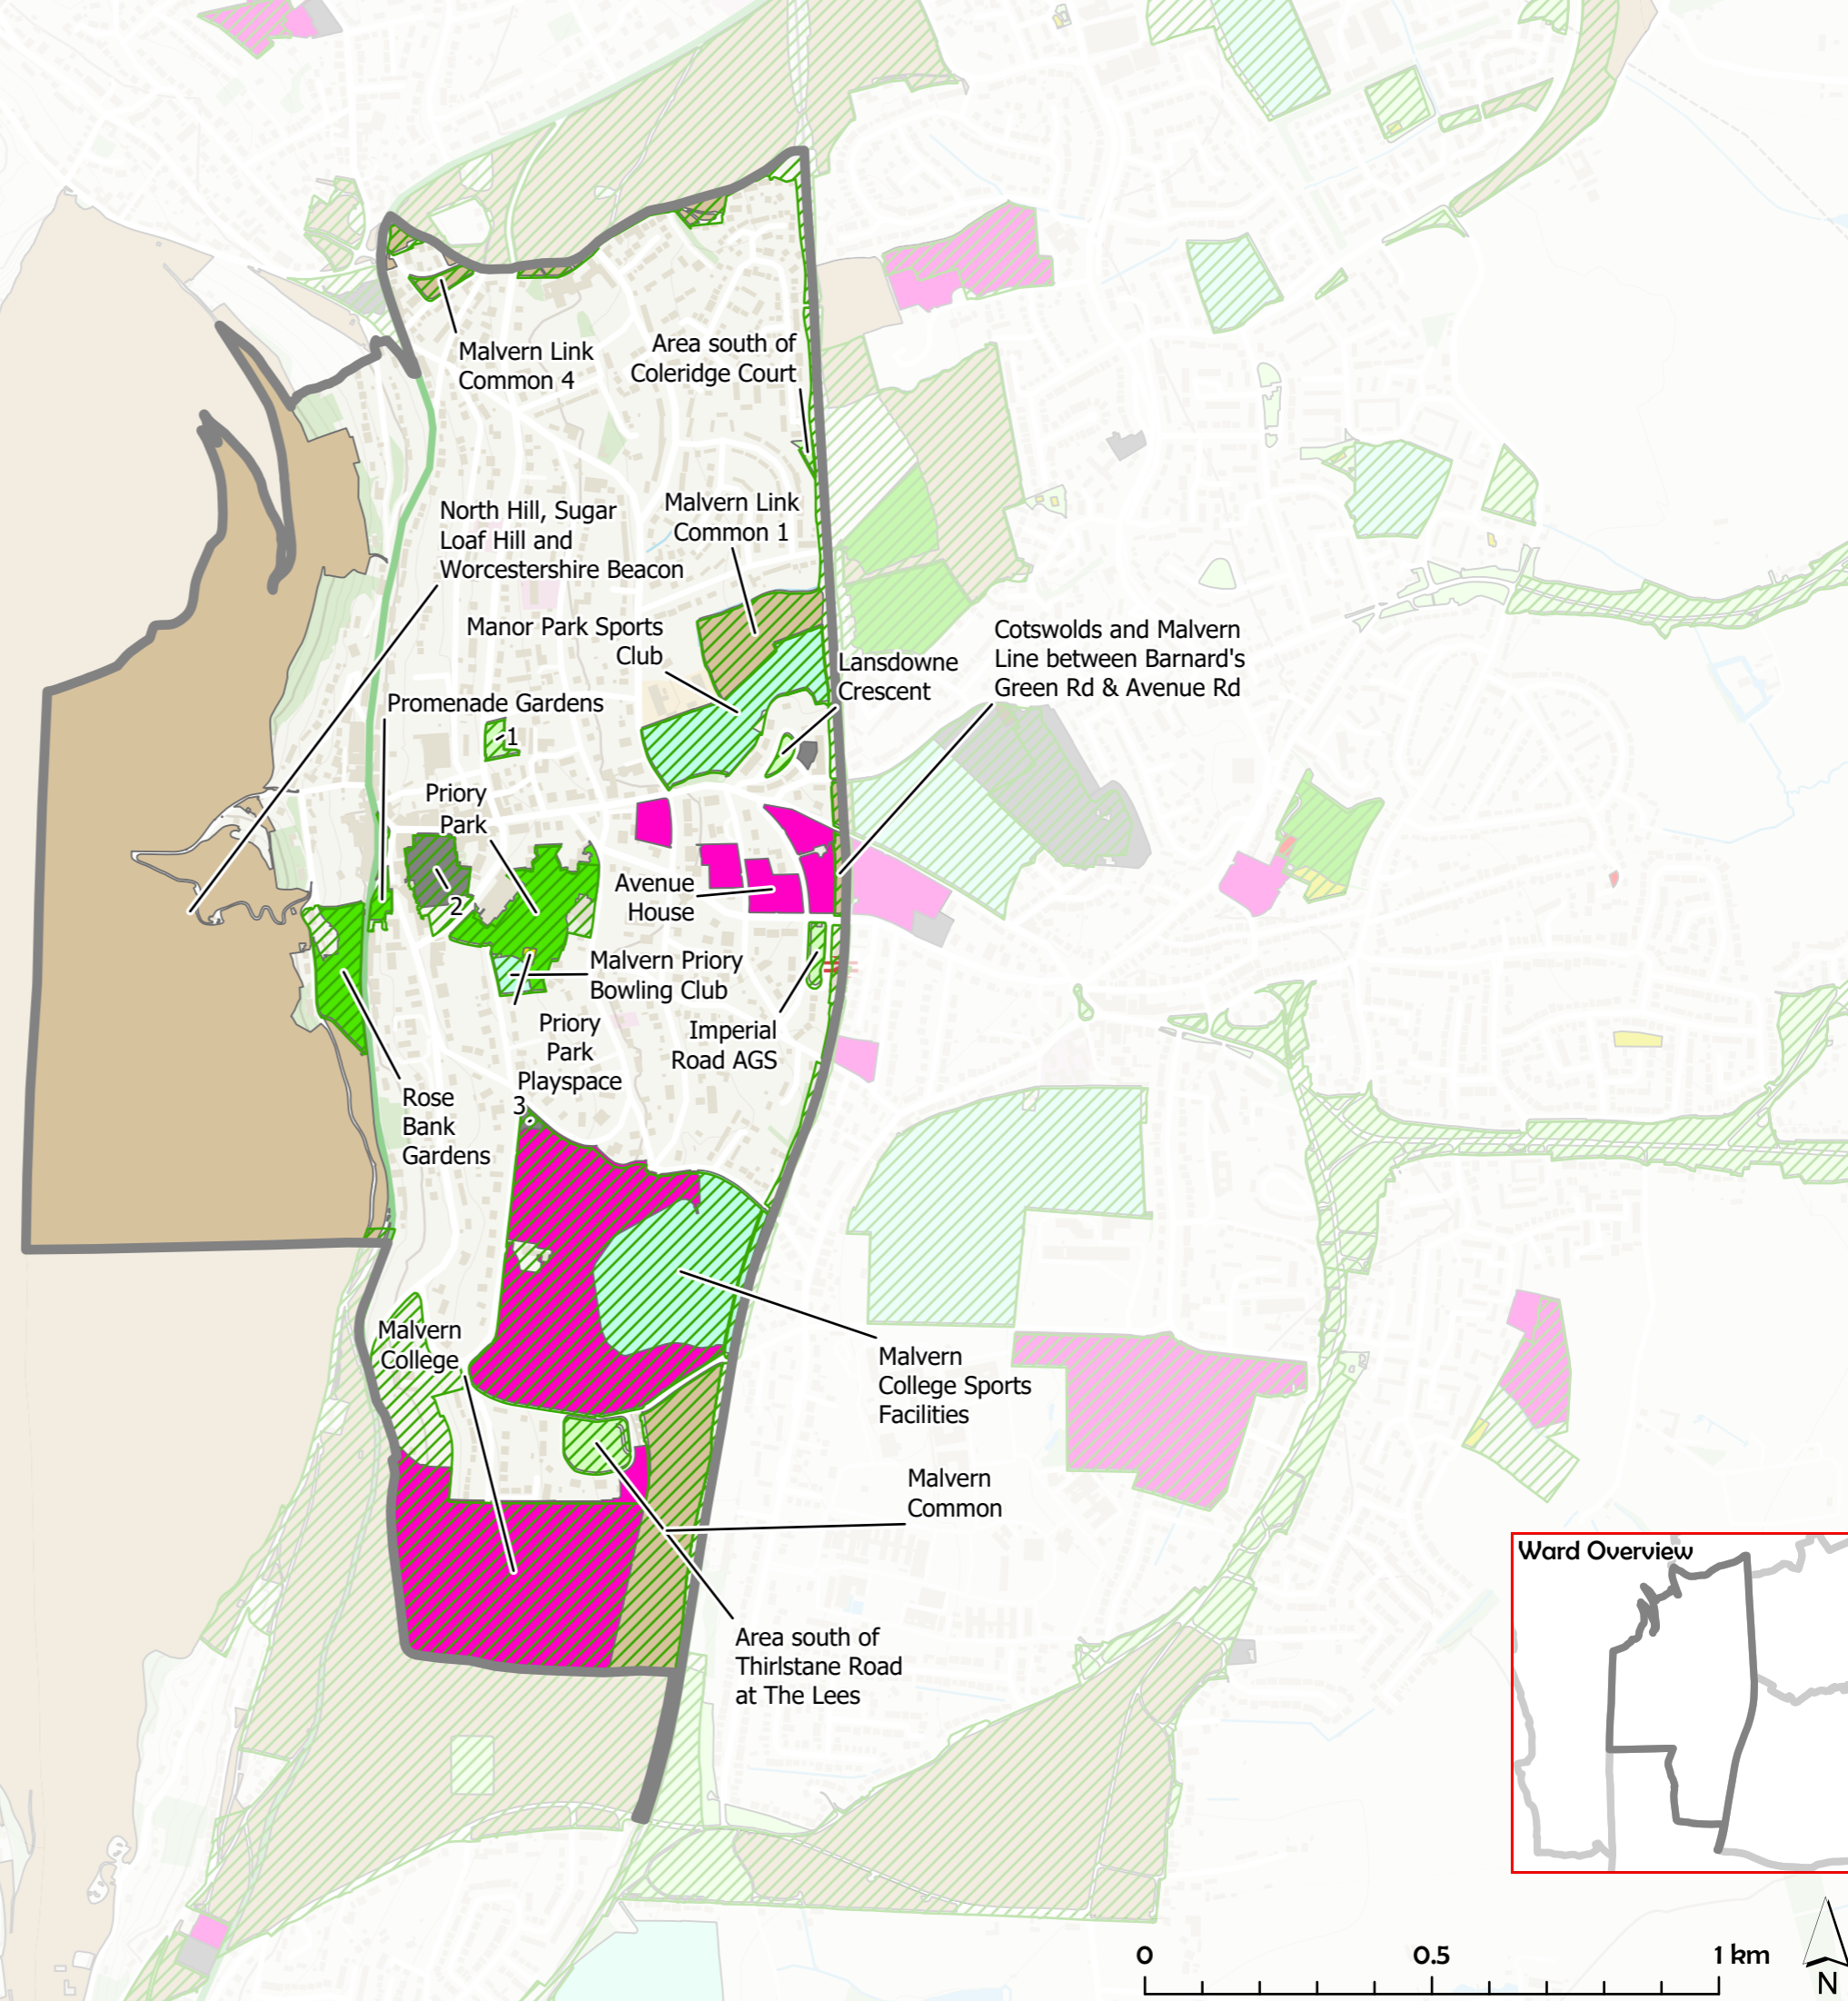 Malvern Link
Common 4
Area south of
Coleridge Court
North Hill, Sugar
Loaf Hill and
Worcestershire Beacon
Malvern Link
Common 1
Manor Park Sports
Club
Lansdowne
Crescent
Cotswolds and Malvern
Line between Barnard's
Green Rd & Avenue Rd
Promenade Gardens
1
Priory
Park
Avenue
House
2
Malvern Priory
Bowling Club
Priory
Park
Playspace
Imperial
Road AGS
3
Rose
Bank
Gardens
Malvern
College
Malvern
College Sports
Facilities
Malvern
Common
Area south of
Thirlstane Road
at The Lees
Ward Overview
0 0.5 1 km
N